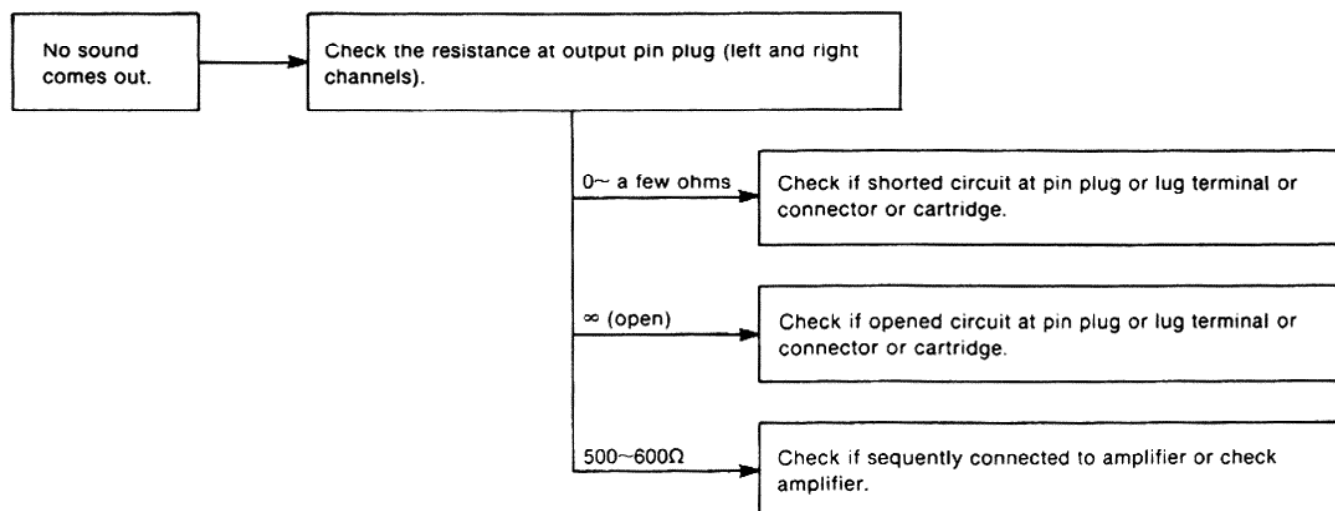 No sound
comes out.
Check the resistance at output pin plug (left and right
channels).
0~ a few ohms
Check if shorted circuit at pin plug or lug terminal or
connector or cartridge.
∞ (open)
Check if opened circuit at pin plug or lug terminal or
connector or cartridge.
500~600Ω
Check if sequently connected to amplifier or check
amplifier.